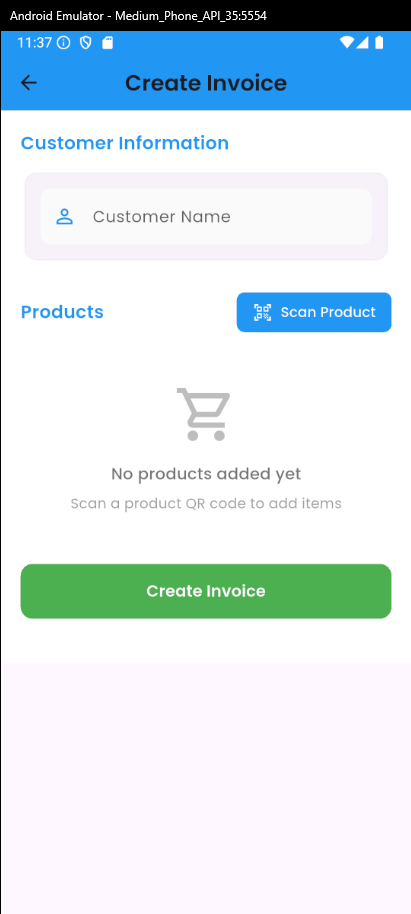 Android Emulator - Medium_Phone_API_35:5554
11:37
Create Invoice
Customer Information
Customer Name
Products
Scan Product
No products added yet
Scan a product QR code to add items
Create Invoice